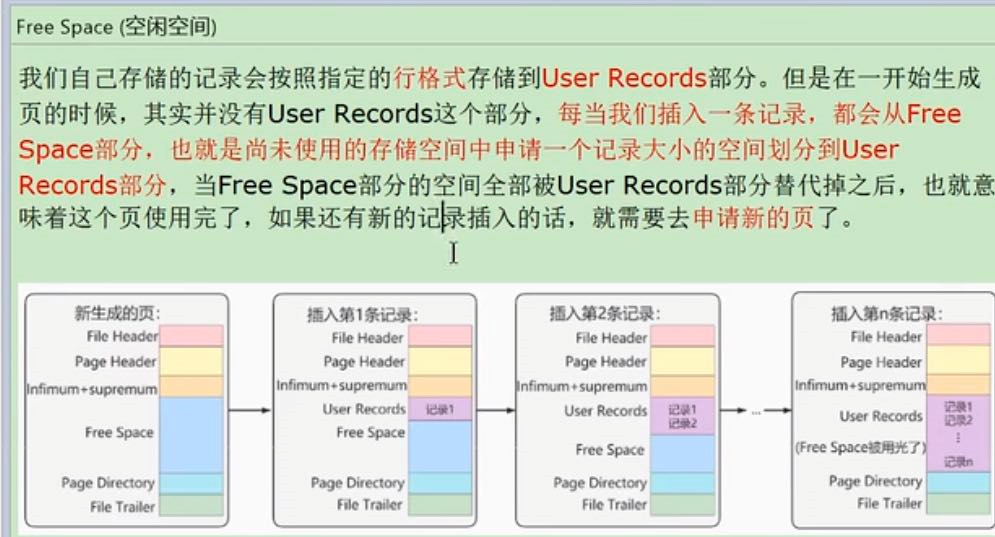 Free Space (空闲空间)
我们自己存储的记录会按照指定的行格式存储到User Records部分。但是在一开始生成
页的时候，其实并没有User Records这个部分，每当我们插入一条记录，都会从Free
Space部分，也就是尚未使用的存储空间中申请一个记录大小的空间划分到User
Records部分，当Free Space部分的空间全部被User Records部分替代掉之后，也就意
味着这个页使用完了，如果还有新的记录插入的话，就需要去申请新的页了。
新生成的页：
File Header
Page Header
Infimum+supremum
Free Space
Page Directory
File Trailer
插入第1条记录：
File Header
Page Header
Infimum+supremum
User Records
记录1
Free Space
Page Directory
File Trailer
插入第2条记录：
File Header
Page Header
Infimum+supremum
User Records
记录1
记录2
Free Space
Page Directory
File Trailer
...
插入第n条记录：
File Header
Page Header
Infimum+supremum
User Records
(Free Space被用光了)
记录1
记录2
⋮
记录n
Page Directory
File Trailer